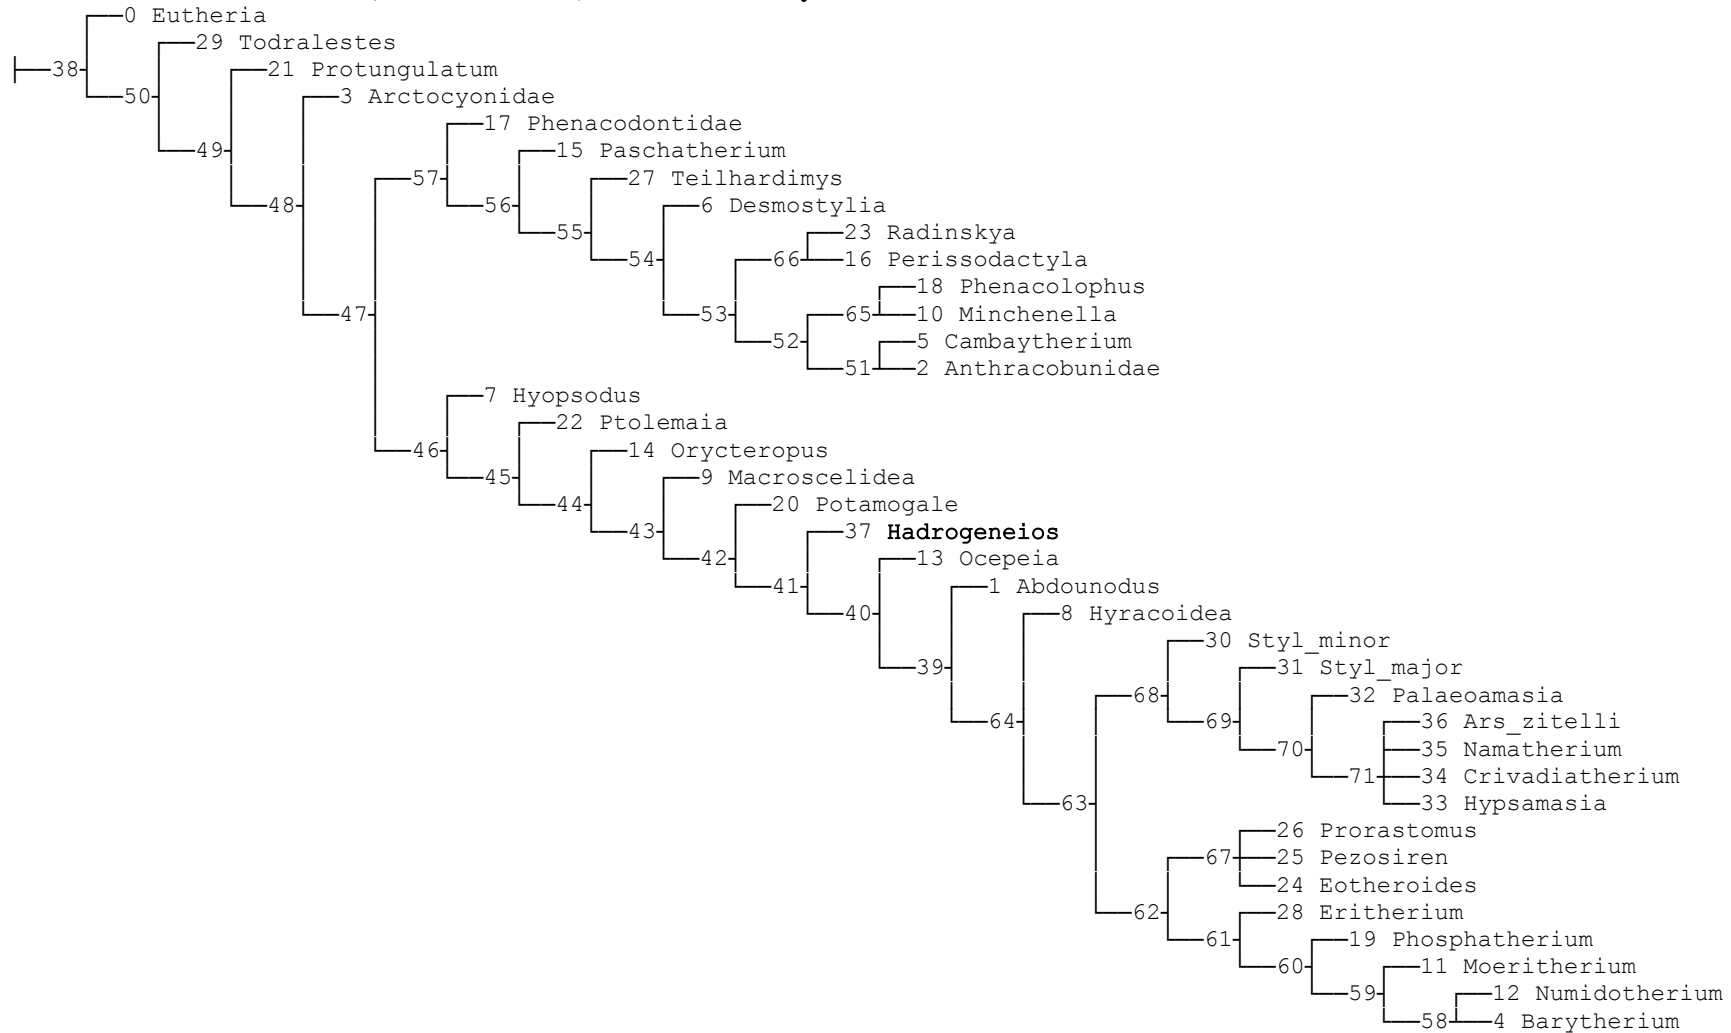 0 Eutheria
29 Todralestes
38 21 Protungulatum
50 3 Arctocyonidae
17 Phenacodontidae
49 15 Paschatherium
57 27 Teilhardimys
48 56 6 Desmostylia
55 23 Radinskya
54 66 16 Perissodactyla
18 Phenacolophus
47 53 65 10 Minchenella
52 5 Cambaytherium
51 2 Anthracobunidae
7 Hyopsodus
22 Ptolemaia
46 14 Orycteropus
45 9 Macroscelidea
44 20 Potamogale
43 37 Hadrogeneios
42 13 Ocepeia
41 1 Abdounodus
40 8 Hyracoidea
30 Styl_minor
39 31 Styl_major
68 32 Palaeoamasia
64 69 36 Ars_zitelli
70 35 Namatherium
71 34 Crivadiatherium
63 33 Hypsamasia
26 Prorastomus
67 25 Pezosiren
24 Eotheroides
62 28 Eritherium
61 19 Phosphatherium
60 11 Moeritherium
59 12 Numidotherium
58 4 Barytherium